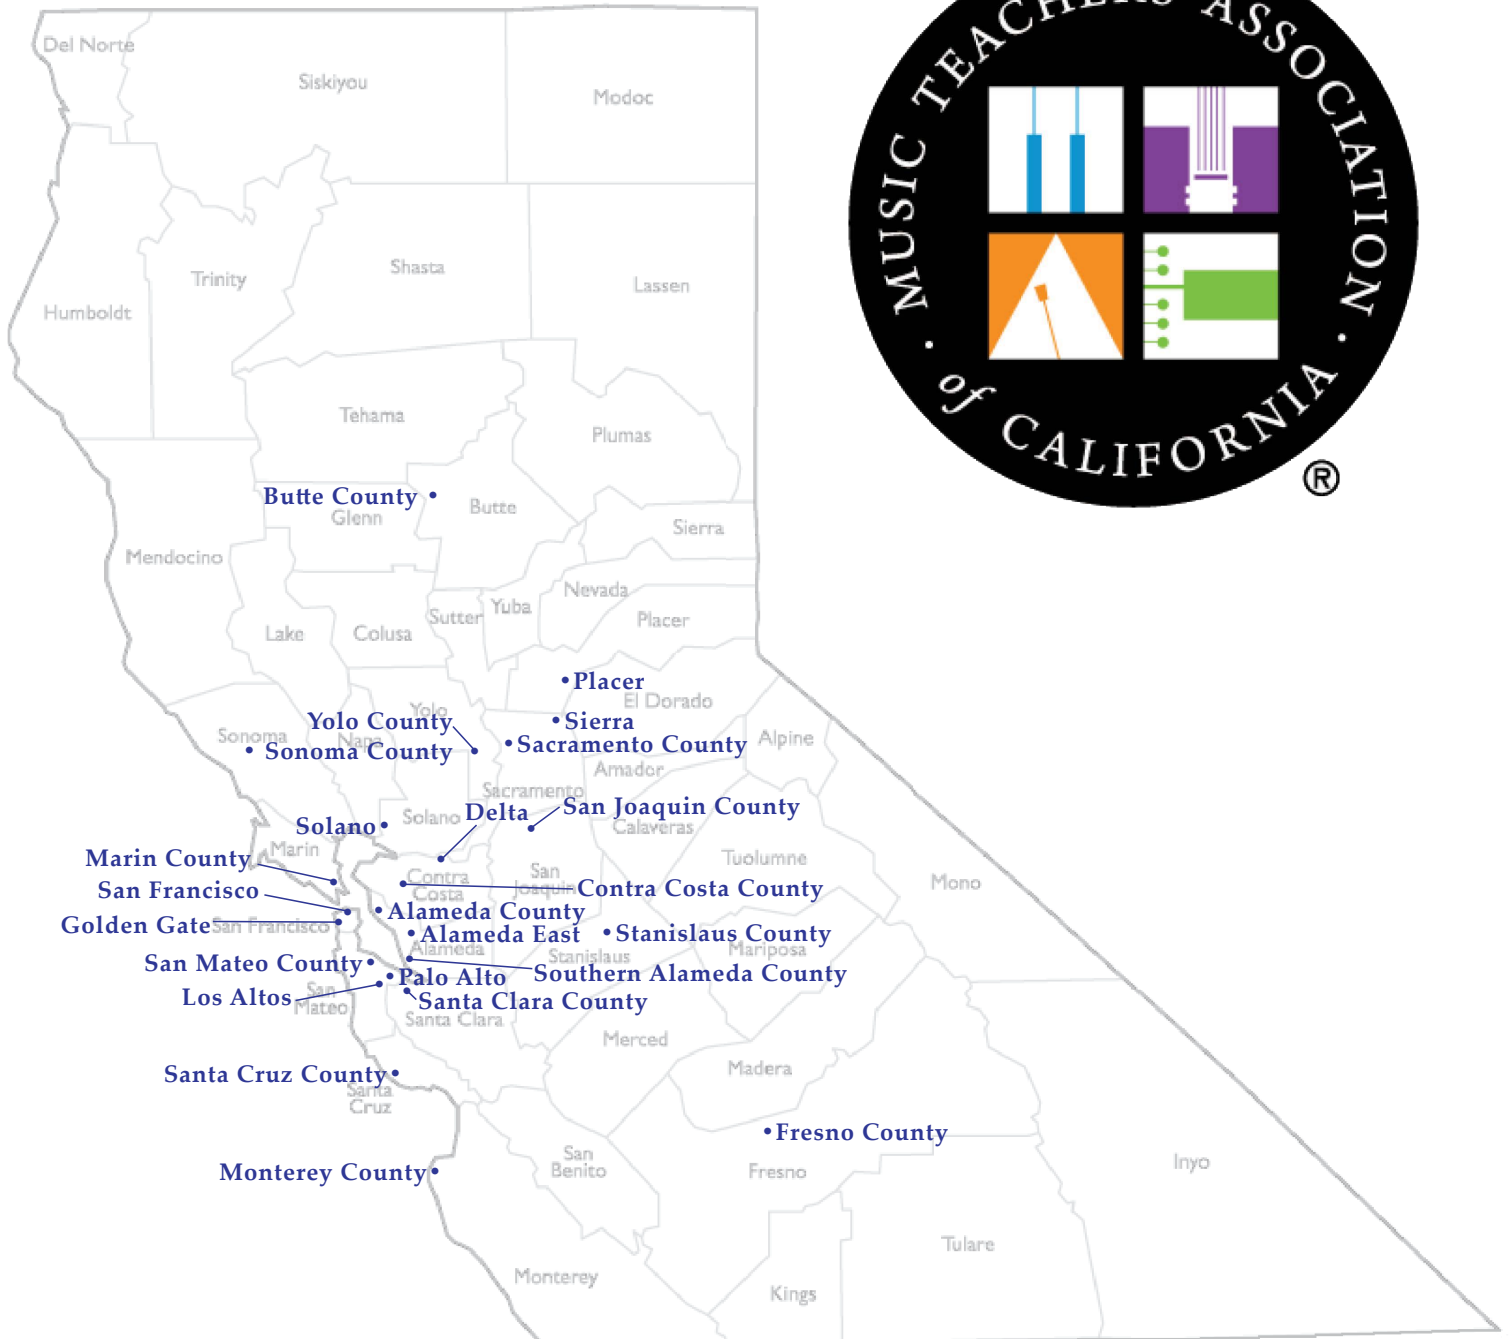 MUSIC TEACHERS' ASSOCIATION
of CALIFORNIA
®
Del Norte
Siskiyou
Modoc
Humboldt
Trinity
Shasta
Lassen
Tehama
Plumas
Butte County
Glenn
Butte
Sierra
Mendocino
Lake
Colusa
Sutter
Yuba
Nevada
Placer
Placer
El Dorado
Yolo
Yolo County
Sierra
Sonoma
Napa
Sonoma County
Sacramento County
Alpine
Amador
Sacramento
Solano
Solano
Delta
San Joaquin County
Calaveras
Marin
Marin County
Tuolumne
Mono
San Francisco
Contra
Costa
San
Joaquin
Contra Costa County
Alameda County
Golden Gate
San Francisco
Alameda East
Stanislaus County
Alameda
Stanislaus
Mariposa
San Mateo County
Palo Alto
Southern Alameda County
Los Altos
San
Mateo
Santa Clara County
Santa Clara
Merced
Madera
Santa Cruz County
Santa
Cruz
Fresno County
Monterey County
San
Benito
Fresno
Inyo
Tulare
Monterey
Kings